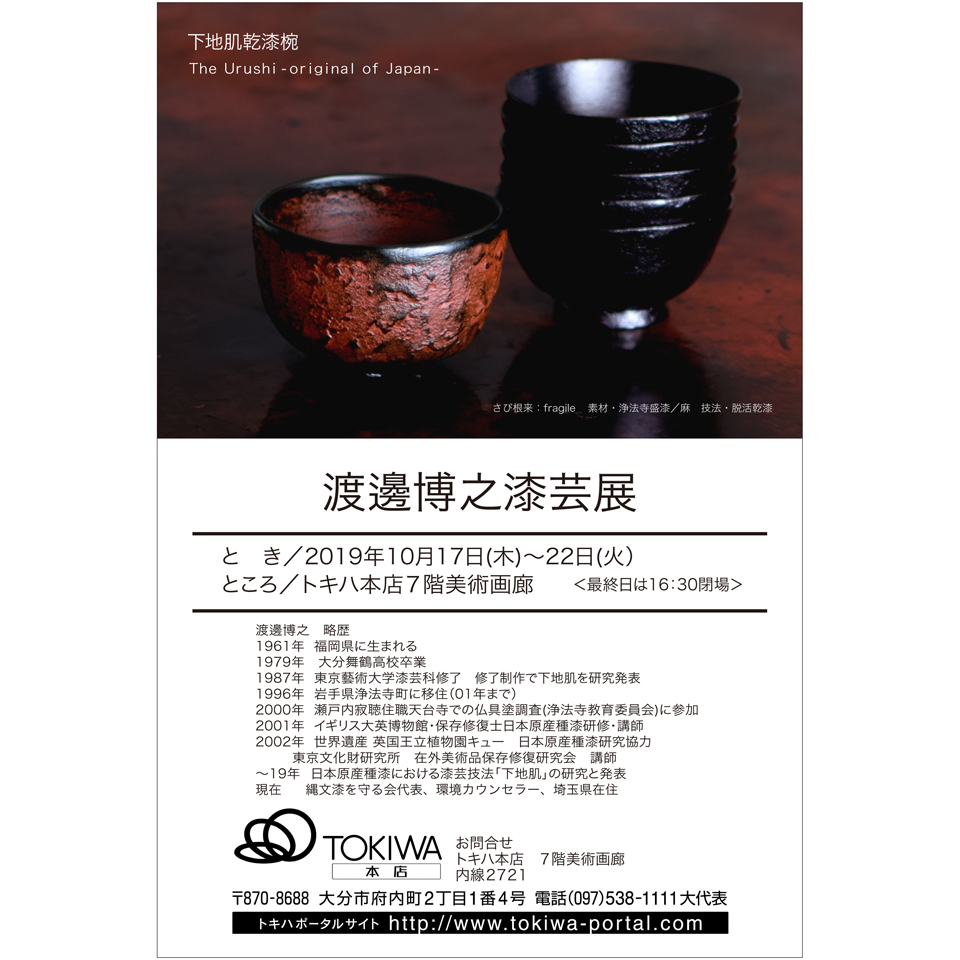 下地肌乾漆椀
The Urushi -original of Japan-
さび根来：fragile　素材・浄法寺盛漆／麻　技法・脱活乾漆
渡邊博之漆芸展
と　き／2019年10月17日(木)〜22日(火）
ところ／トキハ本店７階美術画廊　　＜最終日は16：30閉場＞
渡邊博之　略歴
1961年　福岡県に生まれる
1979年　大分舞鶴高校卒業
1987年　東京藝術大学漆芸科修了　修了制作で下地肌を研究発表
1996年　岩手県浄法寺町に移住（01年まで）
2000年　瀬戸内寂聴住職天台寺での仏具塗調査(浄法寺教育委員会)に参加
2001年　イギリス大英博物館・保存修復士日本原産種漆研修・講師
2002年　世界遺産 英国王立植物園キュー　日本原産種漆研究協力
東京文化財研究所　在外美術品保存修復研究会　講師
〜19年　日本原産種漆における漆芸技法「下地肌」の研究と発表
現在　　縄文漆を守る会代表、環境カウンセラー、埼玉県在住
TOKIWA
本店
お問合せ
トキハ本店　７階美術画廊
内線2721
〒870-8688　大分市府内町２丁目１番４号　電話（097）538-1111大代表
トキハポータルサイト　http://www.tokiwa-portal.com